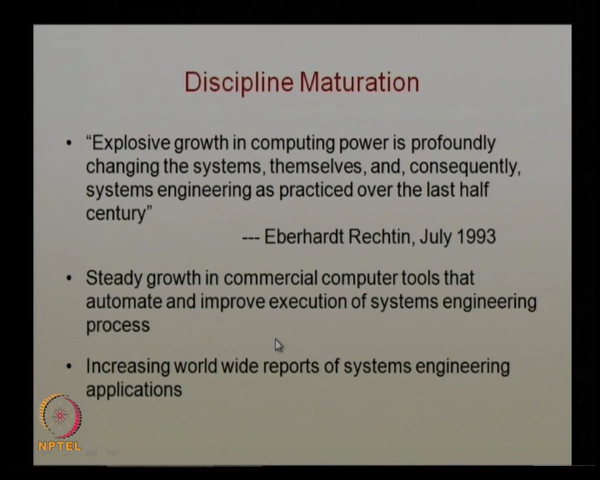 Discipline Maturation
• “Explosive growth in computing power is profoundly
changing the systems, themselves, and, consequently,
systems engineering as practiced over the last half
century”
--- Eberhardt Rechtin, July 1993
• Steady growth in commercial computer tools that
automate and improve execution of systems engineering
process
• Increasing world wide reports of systems engineering
applications
NPTEL